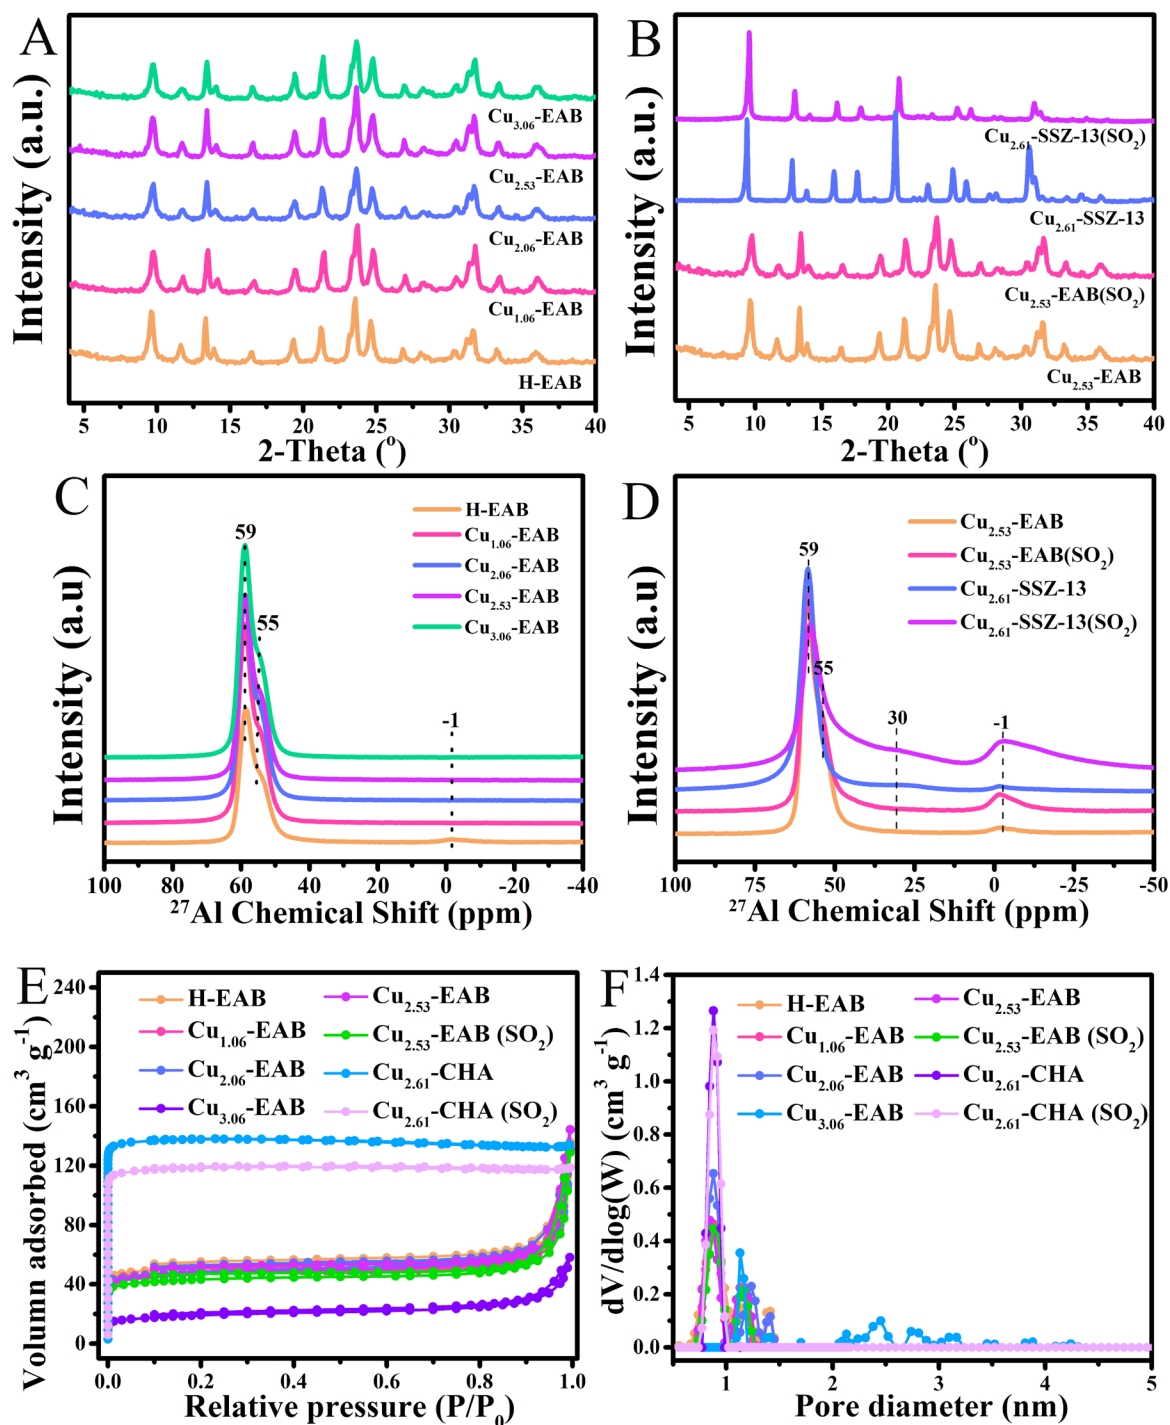 A
Intensity (a.u.)
Cu3.06-EAB
Cu2.53-EAB
Cu2.06-EAB
Cu1.06-EAB
H-EAB
5 10 15 20 25 30 35 40
2-Theta (o)
B
Intensity (a.u.)
Cu2.61-SSZ-13(SO2)
Cu2.61-SSZ-13
Cu2.53-EAB(SO2)
Cu2.53-EAB
5 10 15 20 25 30 35 40
2-Theta (o)
C
Intensity (a.u)
H-EAB
Cu1.06-EAB
Cu2.06-EAB
Cu2.53-EAB
Cu3.06-EAB
59
55
-1
100 80 60 40 20 0 -20 -40
27Al Chemical Shift (ppm)
D
Intensity (a.u)
Cu2.53-EAB
Cu2.53-EAB(SO2)
Cu2.61-SSZ-13
Cu2.61-SSZ-13(SO2)
59
55
30
-1
100 75 50 25 0 -25 -50
27Al Chemical Shift (ppm)
E
Volumn adsorbed (cm3 g-1)
240
200
160
120
80
40
0
H-EAB
Cu1.06-EAB
Cu2.06-EAB
Cu3.06-EAB
Cu2.53-EAB
Cu2.53-EAB (SO2)
Cu2.61-CHA
Cu2.61-CHA (SO2)
0.0 0.2 0.4 0.6 0.8 1.0
Relative pressure (P/P0)
F
dV/dlog(W) (cm3 g-1)
1.4
1.2
1.0
0.8
0.6
0.4
0.2
0.0
H-EAB
Cu1.06-EAB
Cu2.06-EAB
Cu3.06-EAB
Cu2.53-EAB
Cu2.53-EAB (SO2)
Cu2.61-CHA
Cu2.61-CHA (SO2)
1 2 3 4 5
Pore diameter (nm)